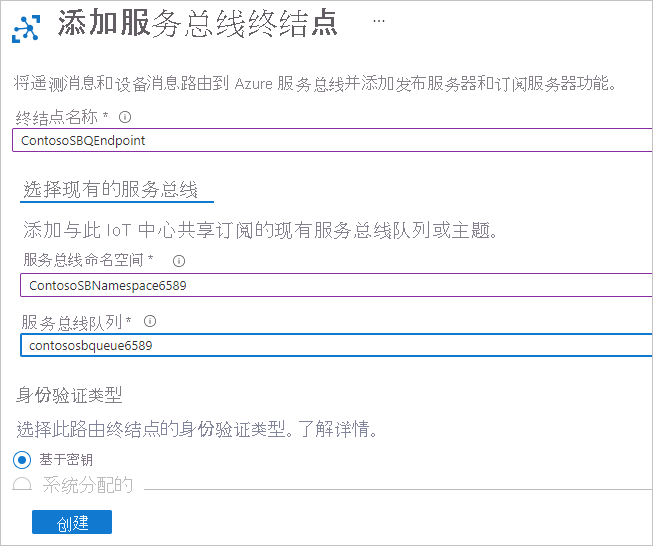 添加服务总线终结点 ...
将遥测消息和设备消息路由到 Azure 服务总线并添加发布服务器和订阅服务器功能。
终结点名称 *
ContosoSBQEndpoint
选择现有的服务总线
添加与此 IoT 中心共享订阅的现有服务总线队列或主题。
服务总线命名空间 *
ContosoSBNamespace6589
服务总线队列 *
contososbqueue6589
身份验证类型
选择此路由终结点的身份验证类型。了解详情。
基于密钥
系统分配的
创建